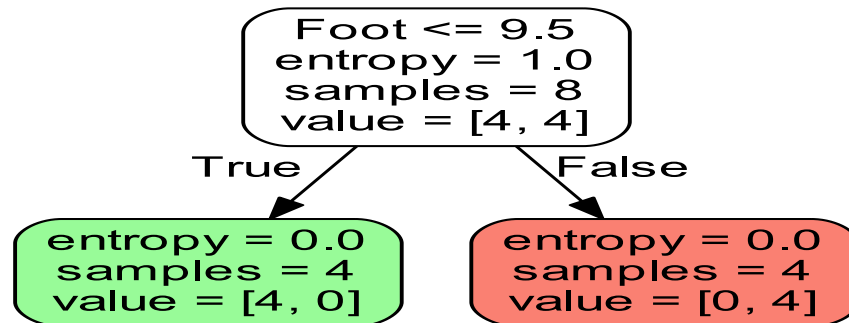 Foot <= 9.5
entropy = 1.0
samples = 8
value = [4, 4]
True
False
entropy = 0.0
samples = 4
value = [4, 0]
entropy = 0.0
samples = 4
value = [0, 4]